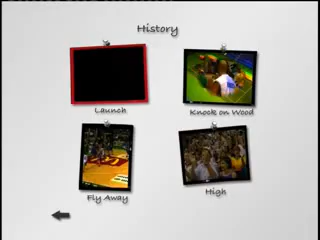 History
Launch
Knock on Wood
Fly Away
High